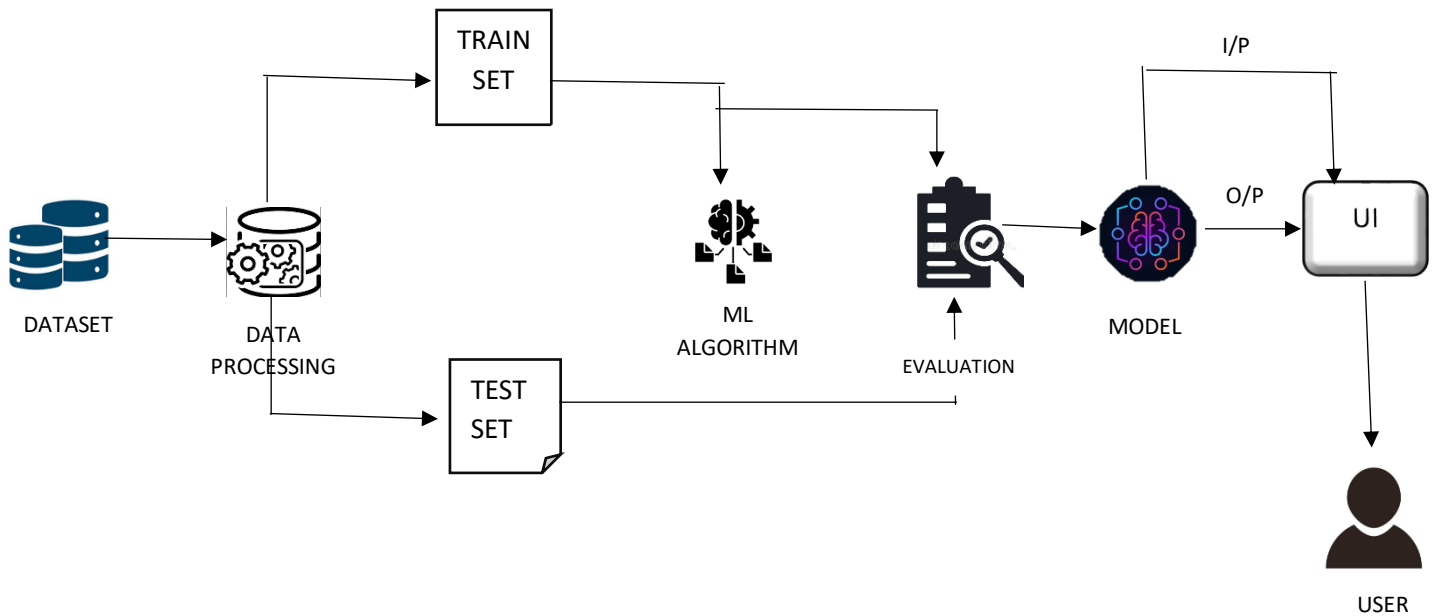 TRAIN
SET
I/P
O/P
UI
DATASET
DATA
PROCESSING
ML
ALGORITHM
EVALUATION
MODEL
TEST
SET
USER